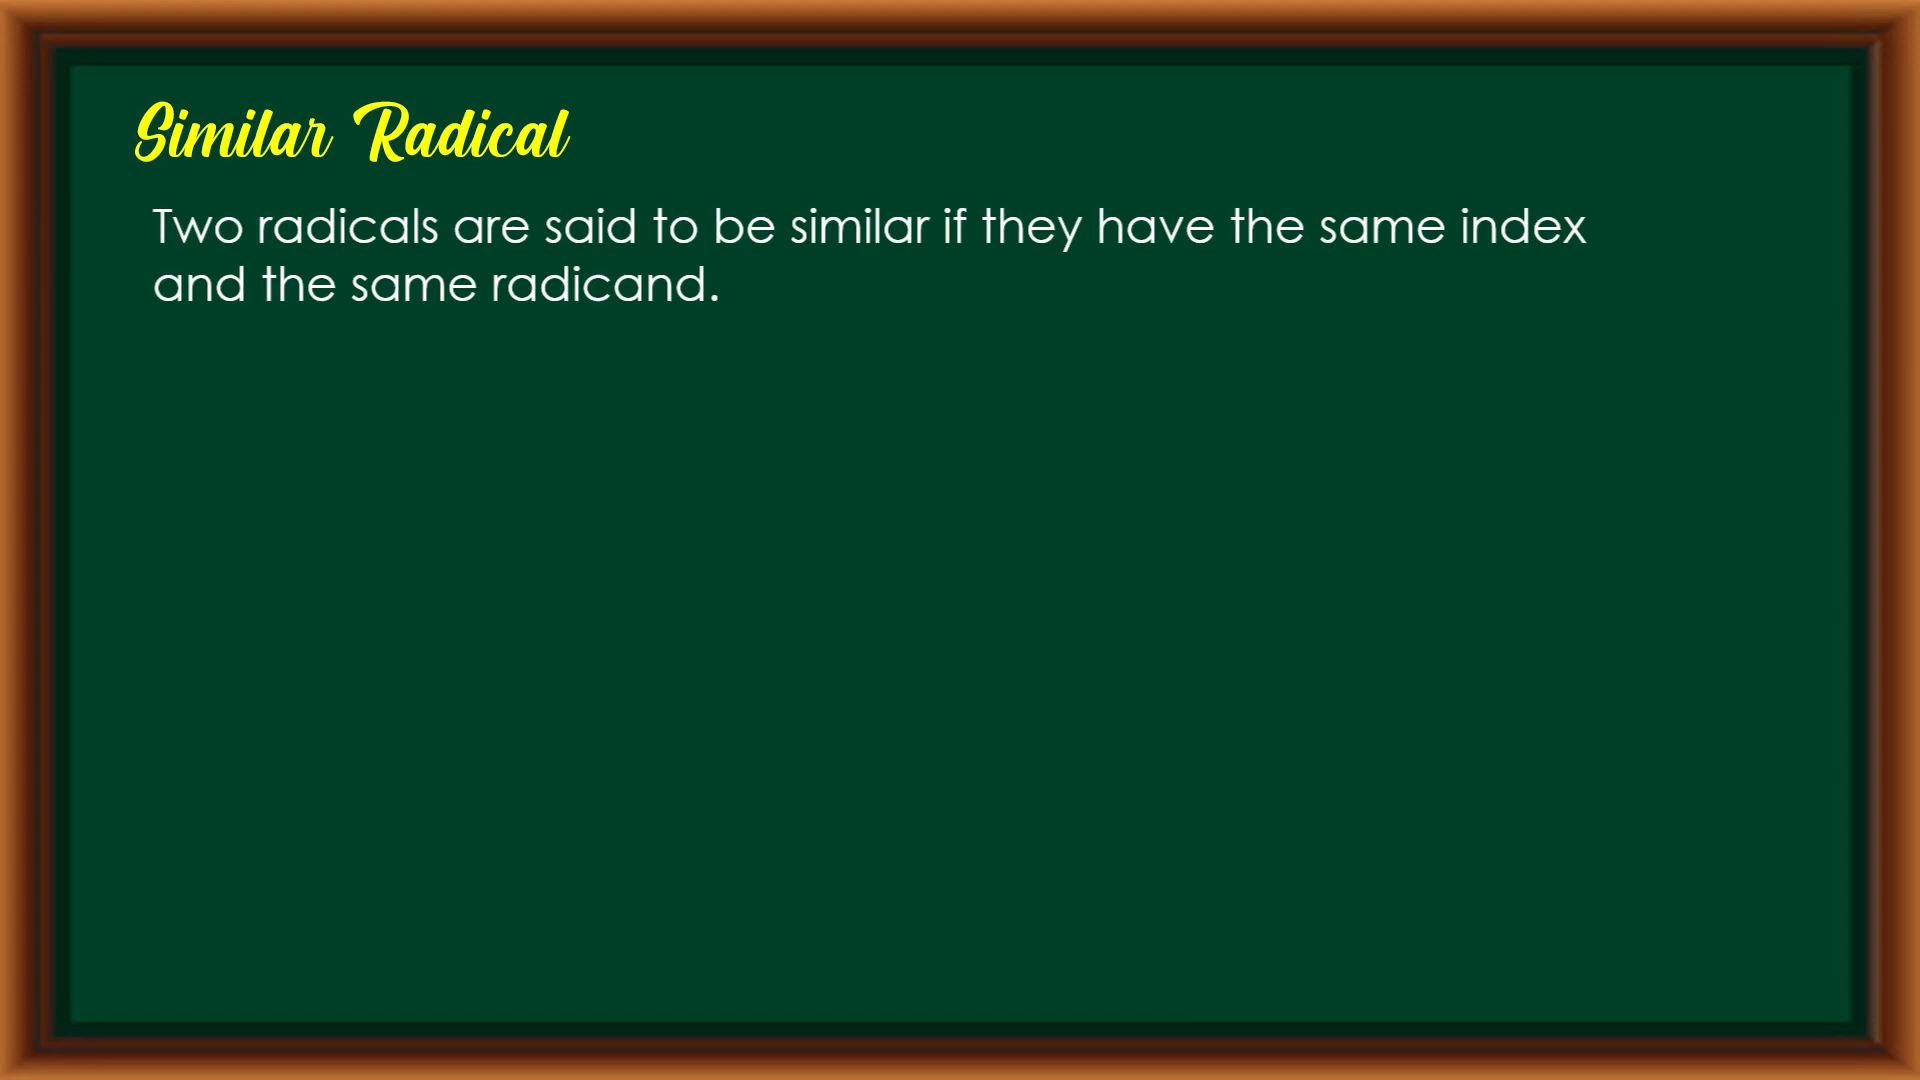 Similar Radical
Two radicals are said to be similar if they have the same index
and the same radicand.